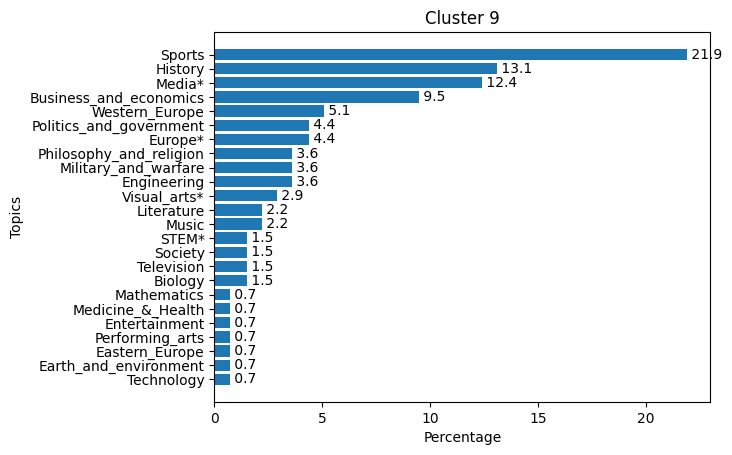 Cluster 9
Topics
Sports 21.9
History 13.1
Media* 12.4
Business_and_economics 9.5
Western_Europe 5.1
Politics_and_government 4.4
Europe* 4.4
Philosophy_and_religion 3.6
Military_and_warfare 3.6
Engineering 3.6
Visual_arts* 2.9
Literature 2.2
Music 2.2
STEM* 1.5
Society 1.5
Television 1.5
Biology 1.5
Mathematics 0.7
Medicine_&_Health 0.7
Entertainment 0.7
Performing_arts 0.7
Eastern_Europe 0.7
Earth_and_environment 0.7
Technology 0.7
0 5 10 15 20
Percentage